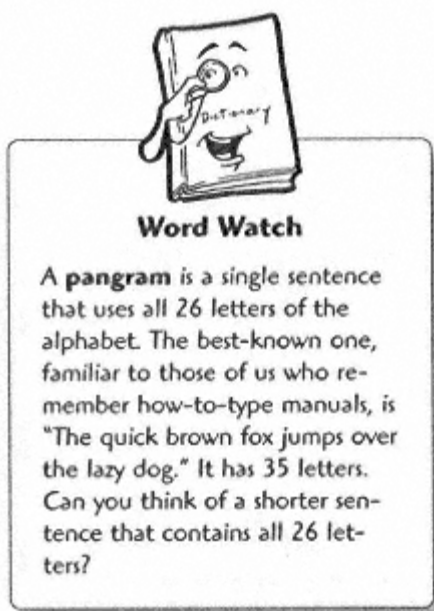 Dictionary
Word Watch
A pangram is a single sentence
that uses all 26 letters of the
alphabet. The best-known one,
familiar to those of us who re-
member how-to-type manuals, is
"The quick brown fox jumps over
the lazy dog." It has 35 letters.
Can you think of a shorter sen-
tence that contains all 26 let-
ters?